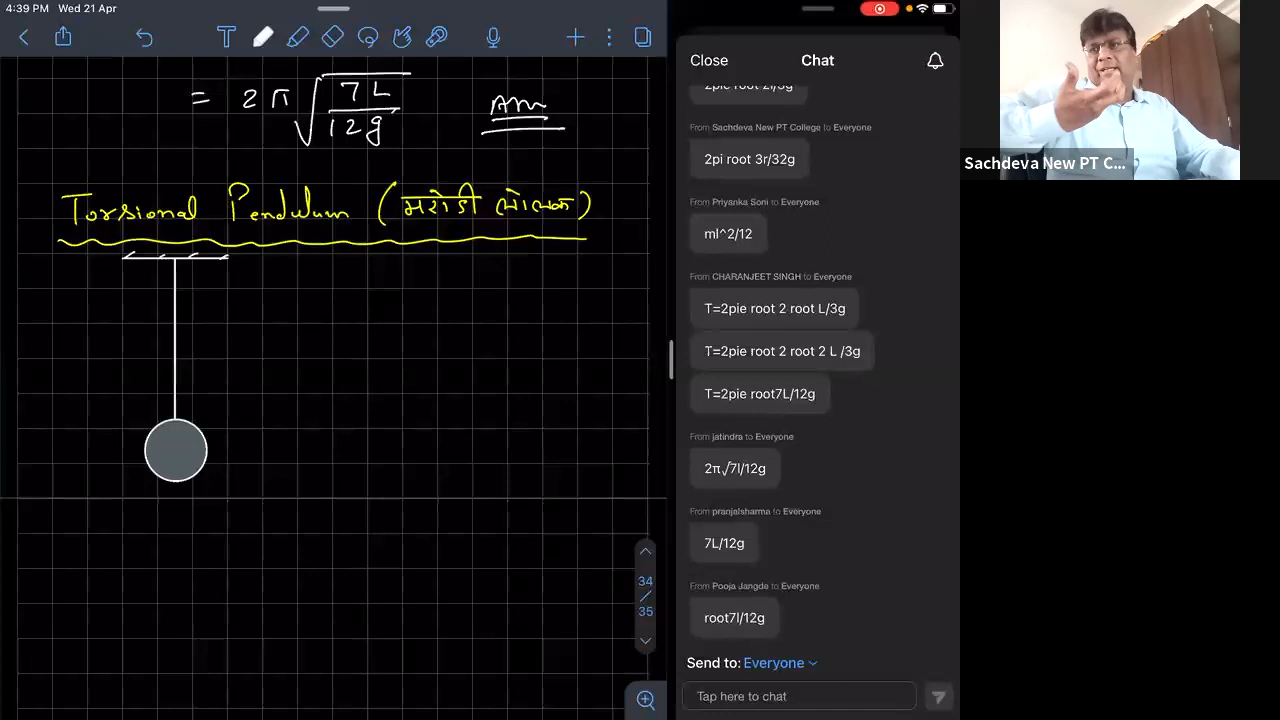 4:39 PM Wed 21 Apr
= 2π√7L/12g Ans
Torsional Pendulum (मरोडी लोलक)
34
35
Close Chat
2pie root 2l/3g
From Sachdeva New PT College to Everyone
2pi root 3r/32g
From Priyanka Soni to Everyone
ml^2/12
From CHARANJEET SINGH to Everyone
T=2pie root 2 root L/3g
T=2pie root 2 root 2 L /3g
T=2pie root7L/12g
From jatindra to Everyone
2π√7l/12g
From pranjalsharma to Everyone
7L/12g
From Pooja Jangde to Everyone
root7l/12g
Send to: Everyone
Tap here to chat
Sachdeva New PT C...